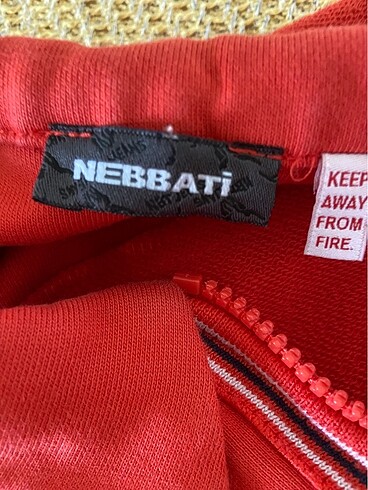 NEBBATi
KEEP
AWAY
FROM
FIRE.